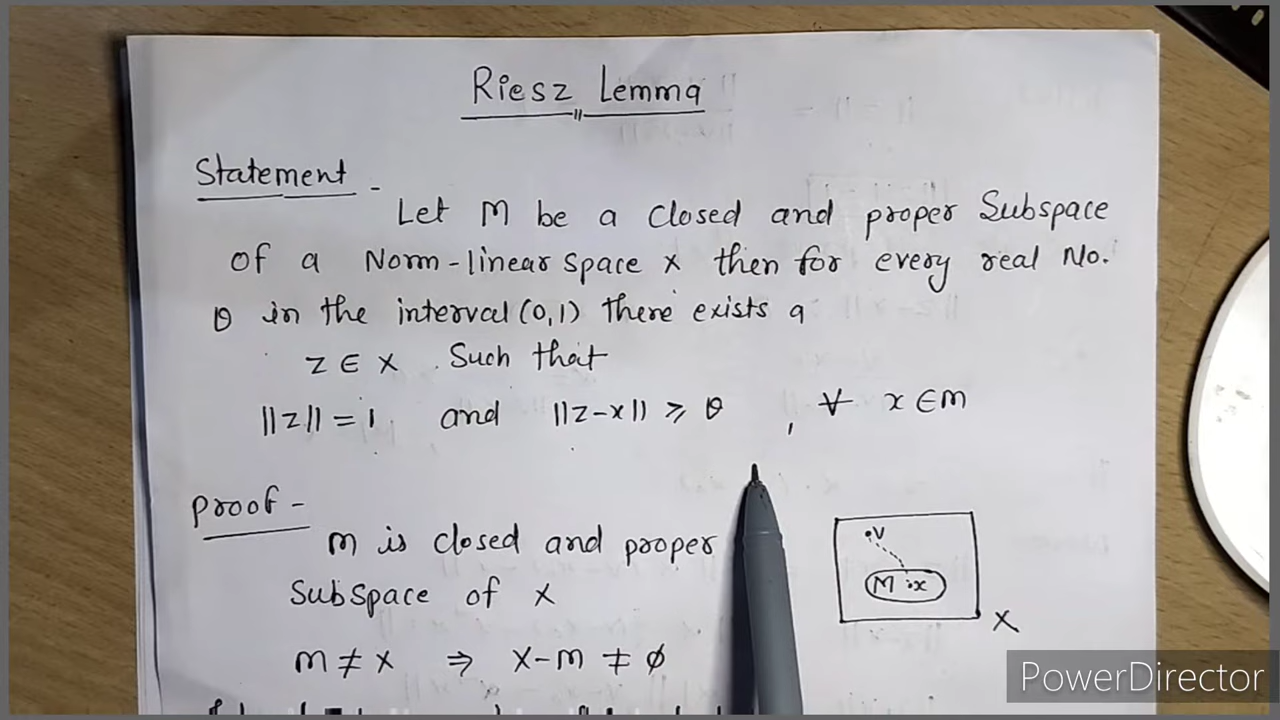 Riesz Lemma
Statement -
Let M be a closed and proper Subspace
of a Norm-linear space X then for every real No.
θ in the interval (0,1) there exists a
z ∈ X. Such that
||z|| = 1 and ||z-x|| ≥ θ , ∀ x ∈ M
Proof -
M is closed and proper
Subspace of X
M ≠ X ⇒ X-M ≠ ∅
.v
M .x
X
PowerDirector